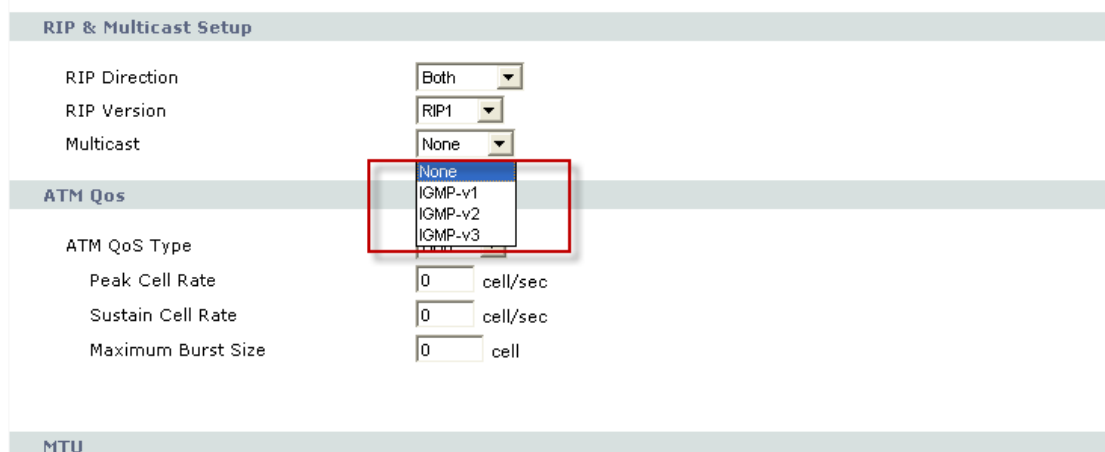 RIP & Multicast Setup
RIP Direction Both
RIP Version RIP1
Multicast None
None
IGMP-v1
IGMP-v2
IGMP-v3
ATM Qos
ATM QoS Type
Peak Cell Rate 0 cell/sec
Sustain Cell Rate 0 cell/sec
Maximum Burst Size 0 cell
MTU